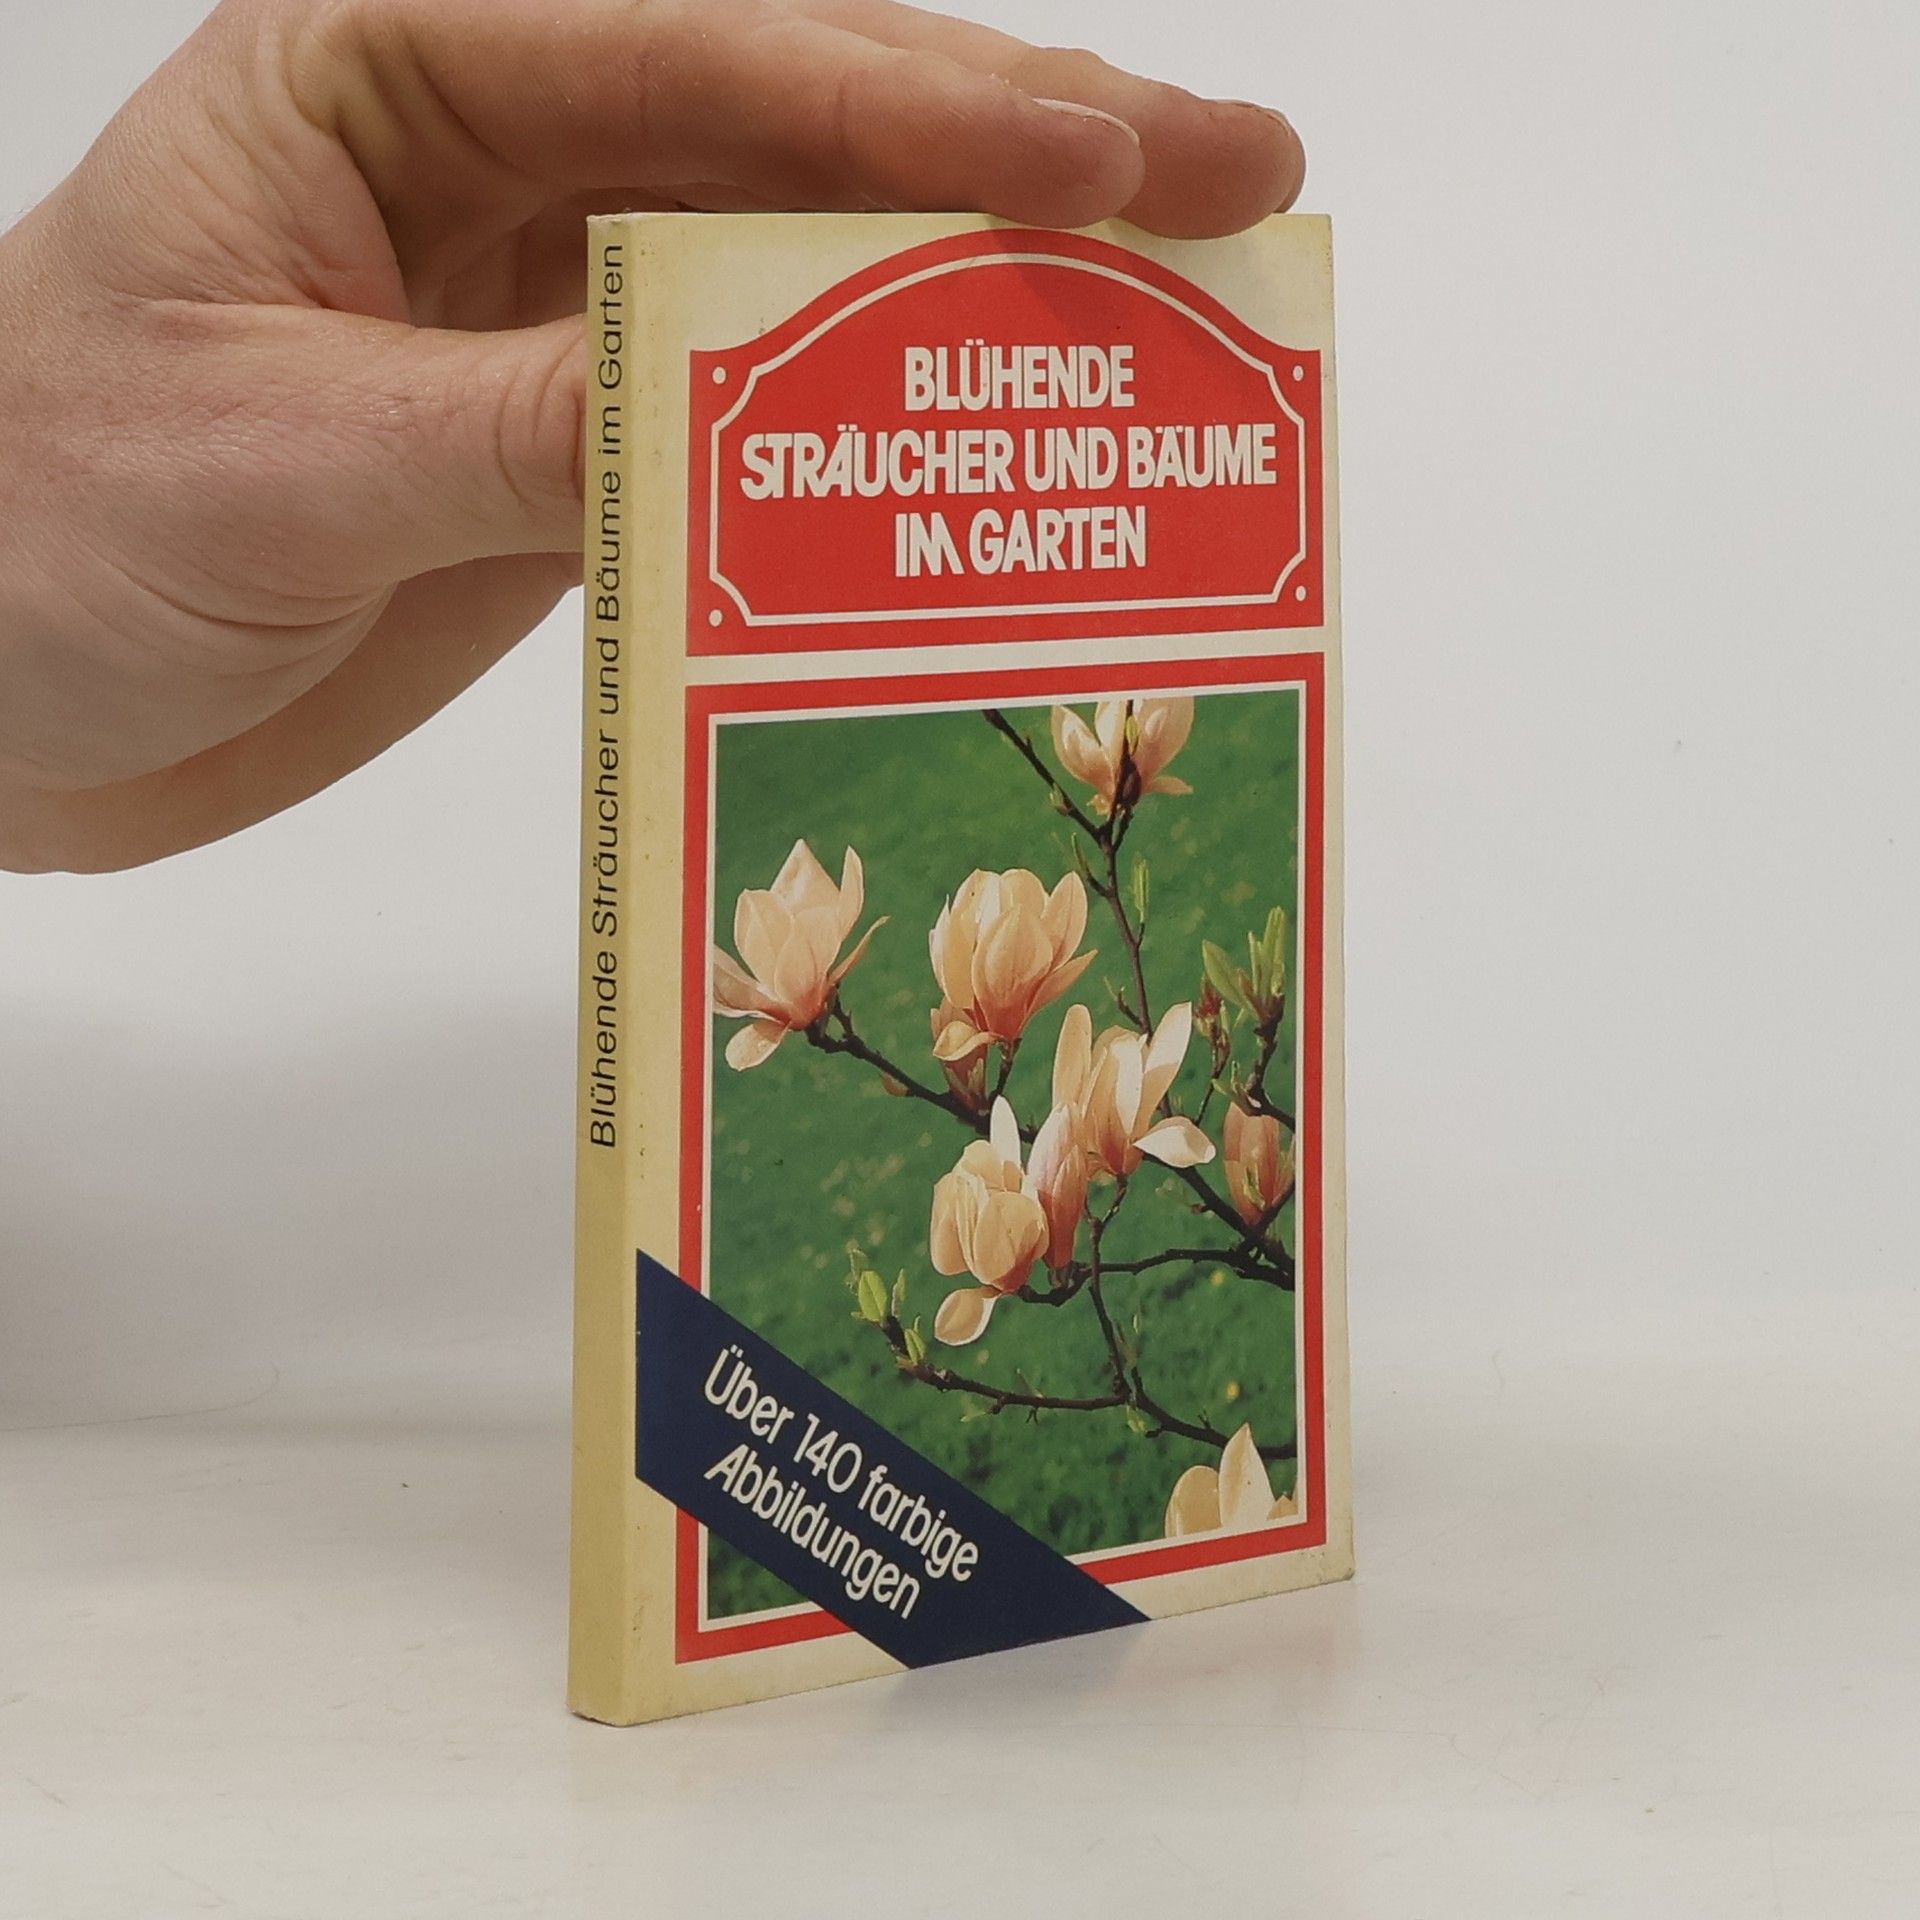 Blühende Sträucher und Bäume im Garten
BLÜHENDE
STRÄUCHER UND BÄUME
IM GARTEN
Über 140 farbige
Abbildungen